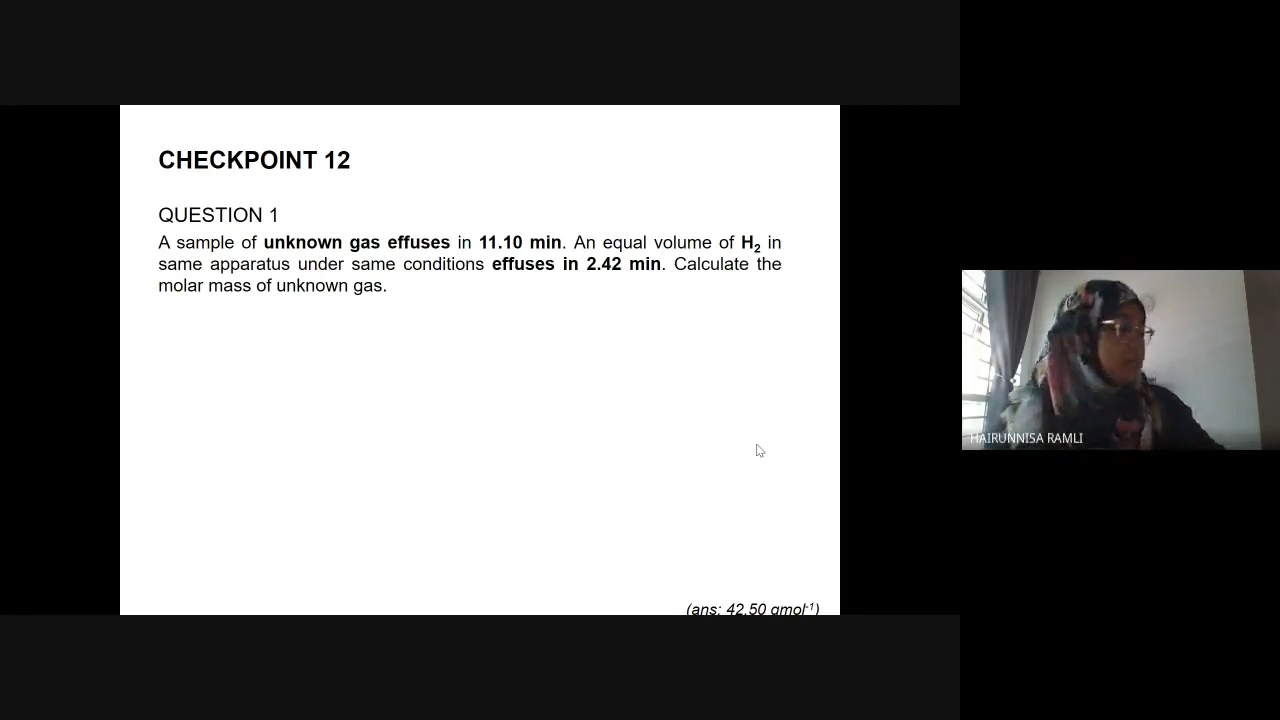 CHECKPOINT 12
QUESTION 1
A sample of unknown gas effuses in 11.10 min. An equal volume of H₂ in
same apparatus under same conditions effuses in 2.42 min. Calculate the
molar mass of unknown gas.
HAIRUNNISA RAMLI
(ans: 42.50 gmol⁻¹)